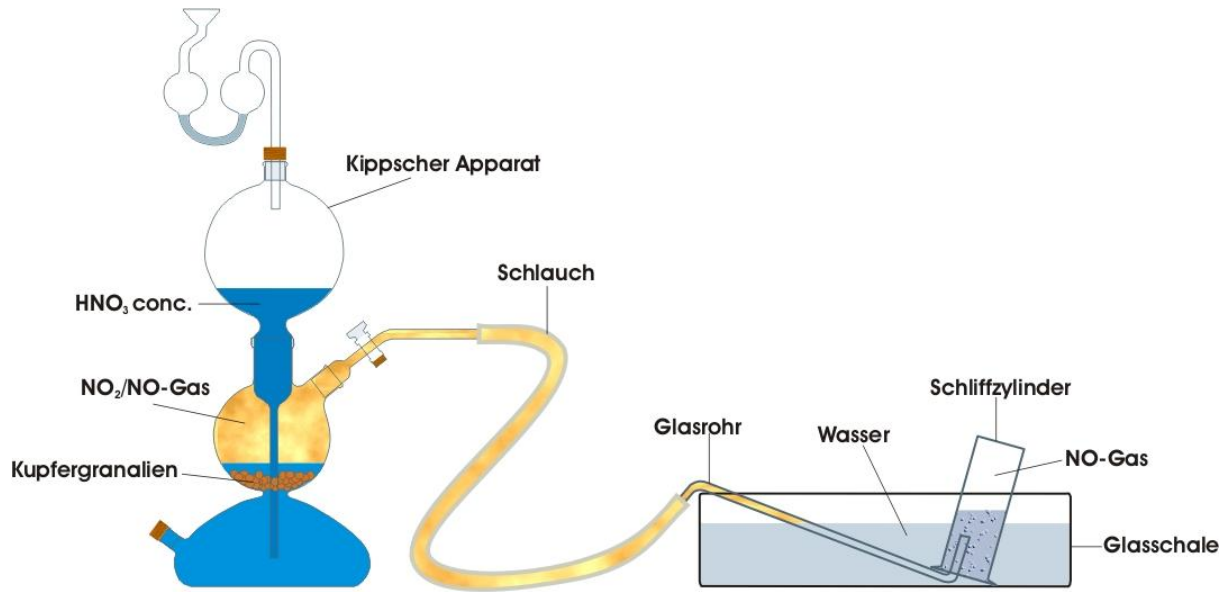 Kippscher Apparat
Schlauch
HNO₃ conc.
NO₂/NO-Gas
Schliffzylinder
Glasrohr
Wasser
NO-Gas
Kupfergranalien
Glasschale